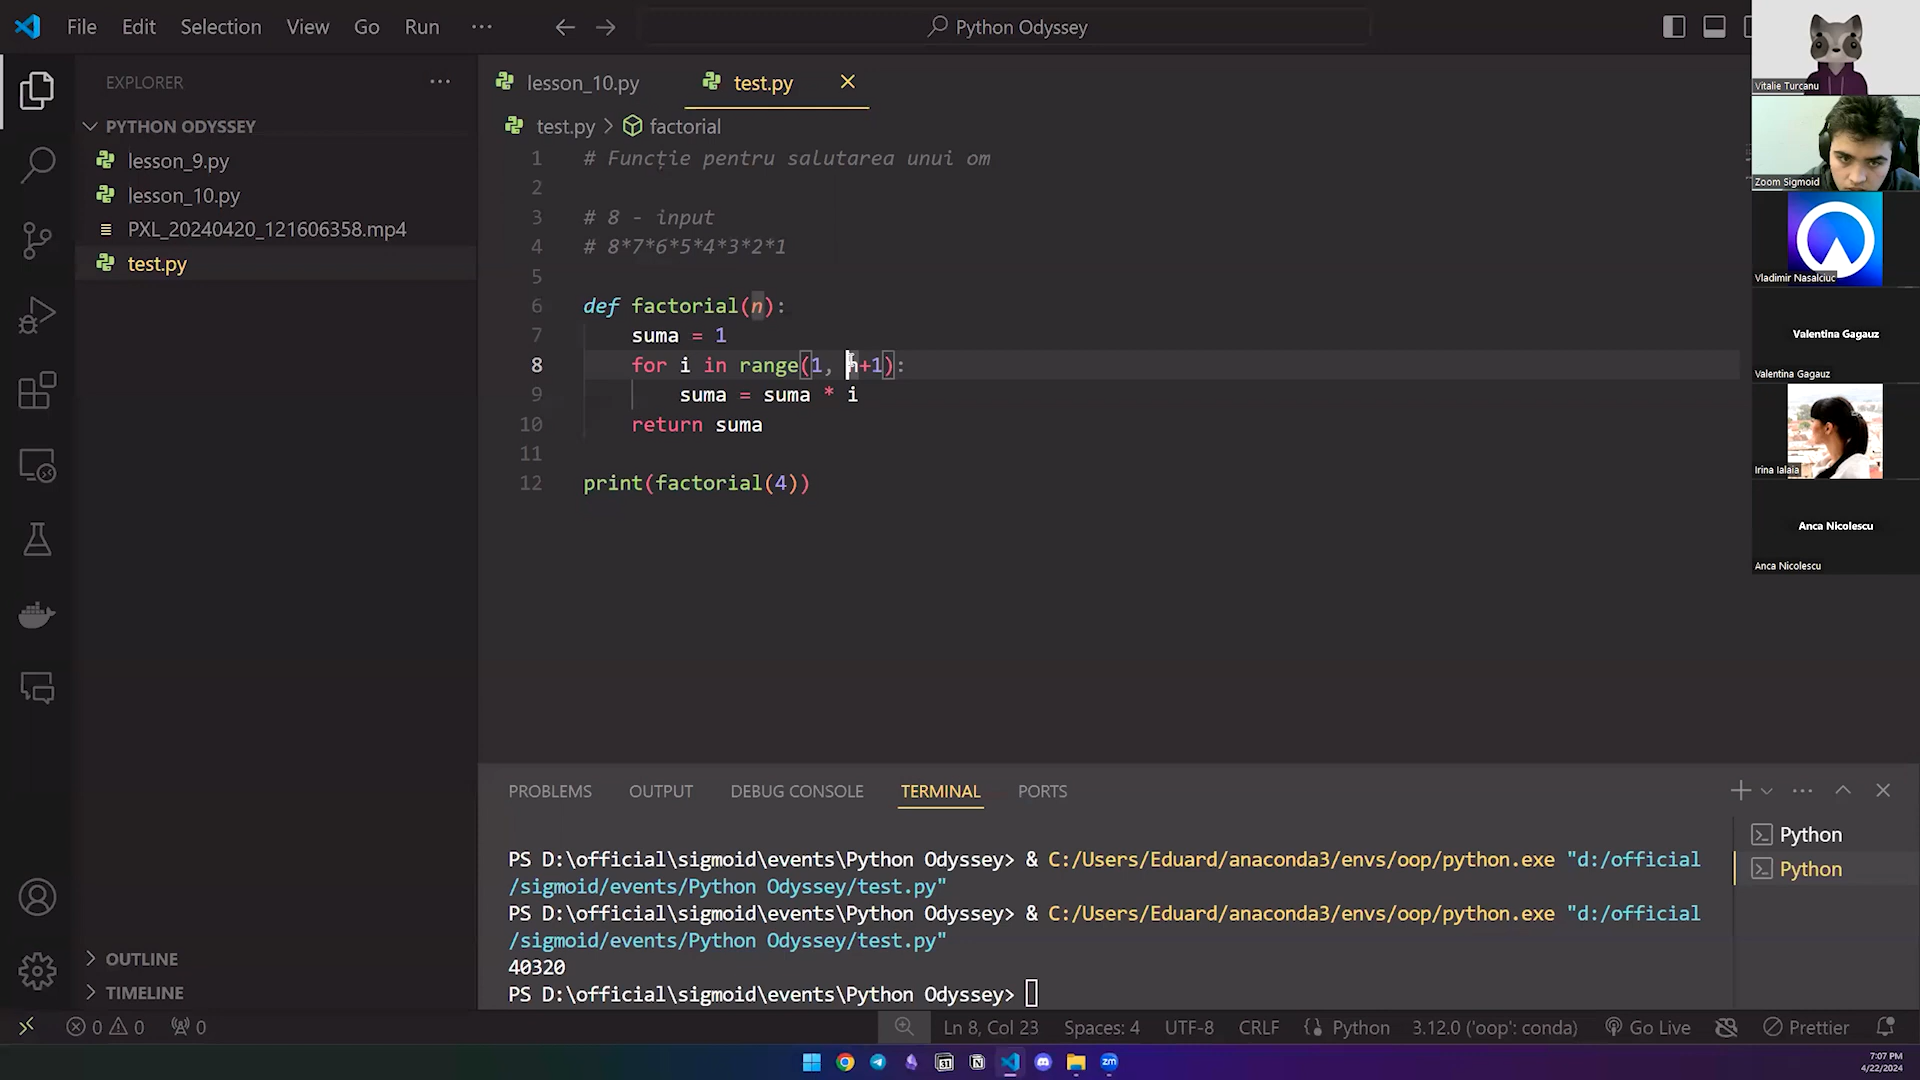 File Edit Selection View Go Run ···
Python Odyssey
EXPLORER
PYTHON ODYSSEY
lesson_9.py
lesson_10.py
PXL_20240420_121606358.mp4
test.py
OUTLINE
TIMELINE
lesson_10.py test.py
test.py > factorial
1 # Funcție pentru salutarea unui om
2
3 # 8 - input
4 # 8*7*6*5*4*3*2*1
5
6 def factorial(n):
7 suma = 1
8 for i in range(1, n+1):
9 suma = suma * i
10 return suma
11
12 print(factorial(4))
PROBLEMS OUTPUT DEBUG CONSOLE TERMINAL PORTS
PS D:\official\sigmoid\events\Python Odyssey> & C:/Users/Eduard/anaconda3/envs/oop/python.exe "d:/official
/sigmoid/events/Python Odyssey/test.py"
PS D:\official\sigmoid\events\Python Odyssey> & C:/Users/Eduard/anaconda3/envs/oop/python.exe "d:/official
/sigmoid/events/Python Odyssey/test.py"
40320
PS D:\official\sigmoid\events\Python Odyssey>
Python
Python
Vitalie Turcanu
Zoom Sigmoid
Vladimir Nasalciuc
Valentina Gagauz
Valentina Gagauz
Irina Ialaia
Anca Nicolescu
Anca Nicolescu
0 0 0 Ln 8, Col 23 Spaces: 4 UTF-8 CRLF Python 3.12.0 ('oop': conda) Go Live Prettier
31 zm
7:07 PM
4/22/2024